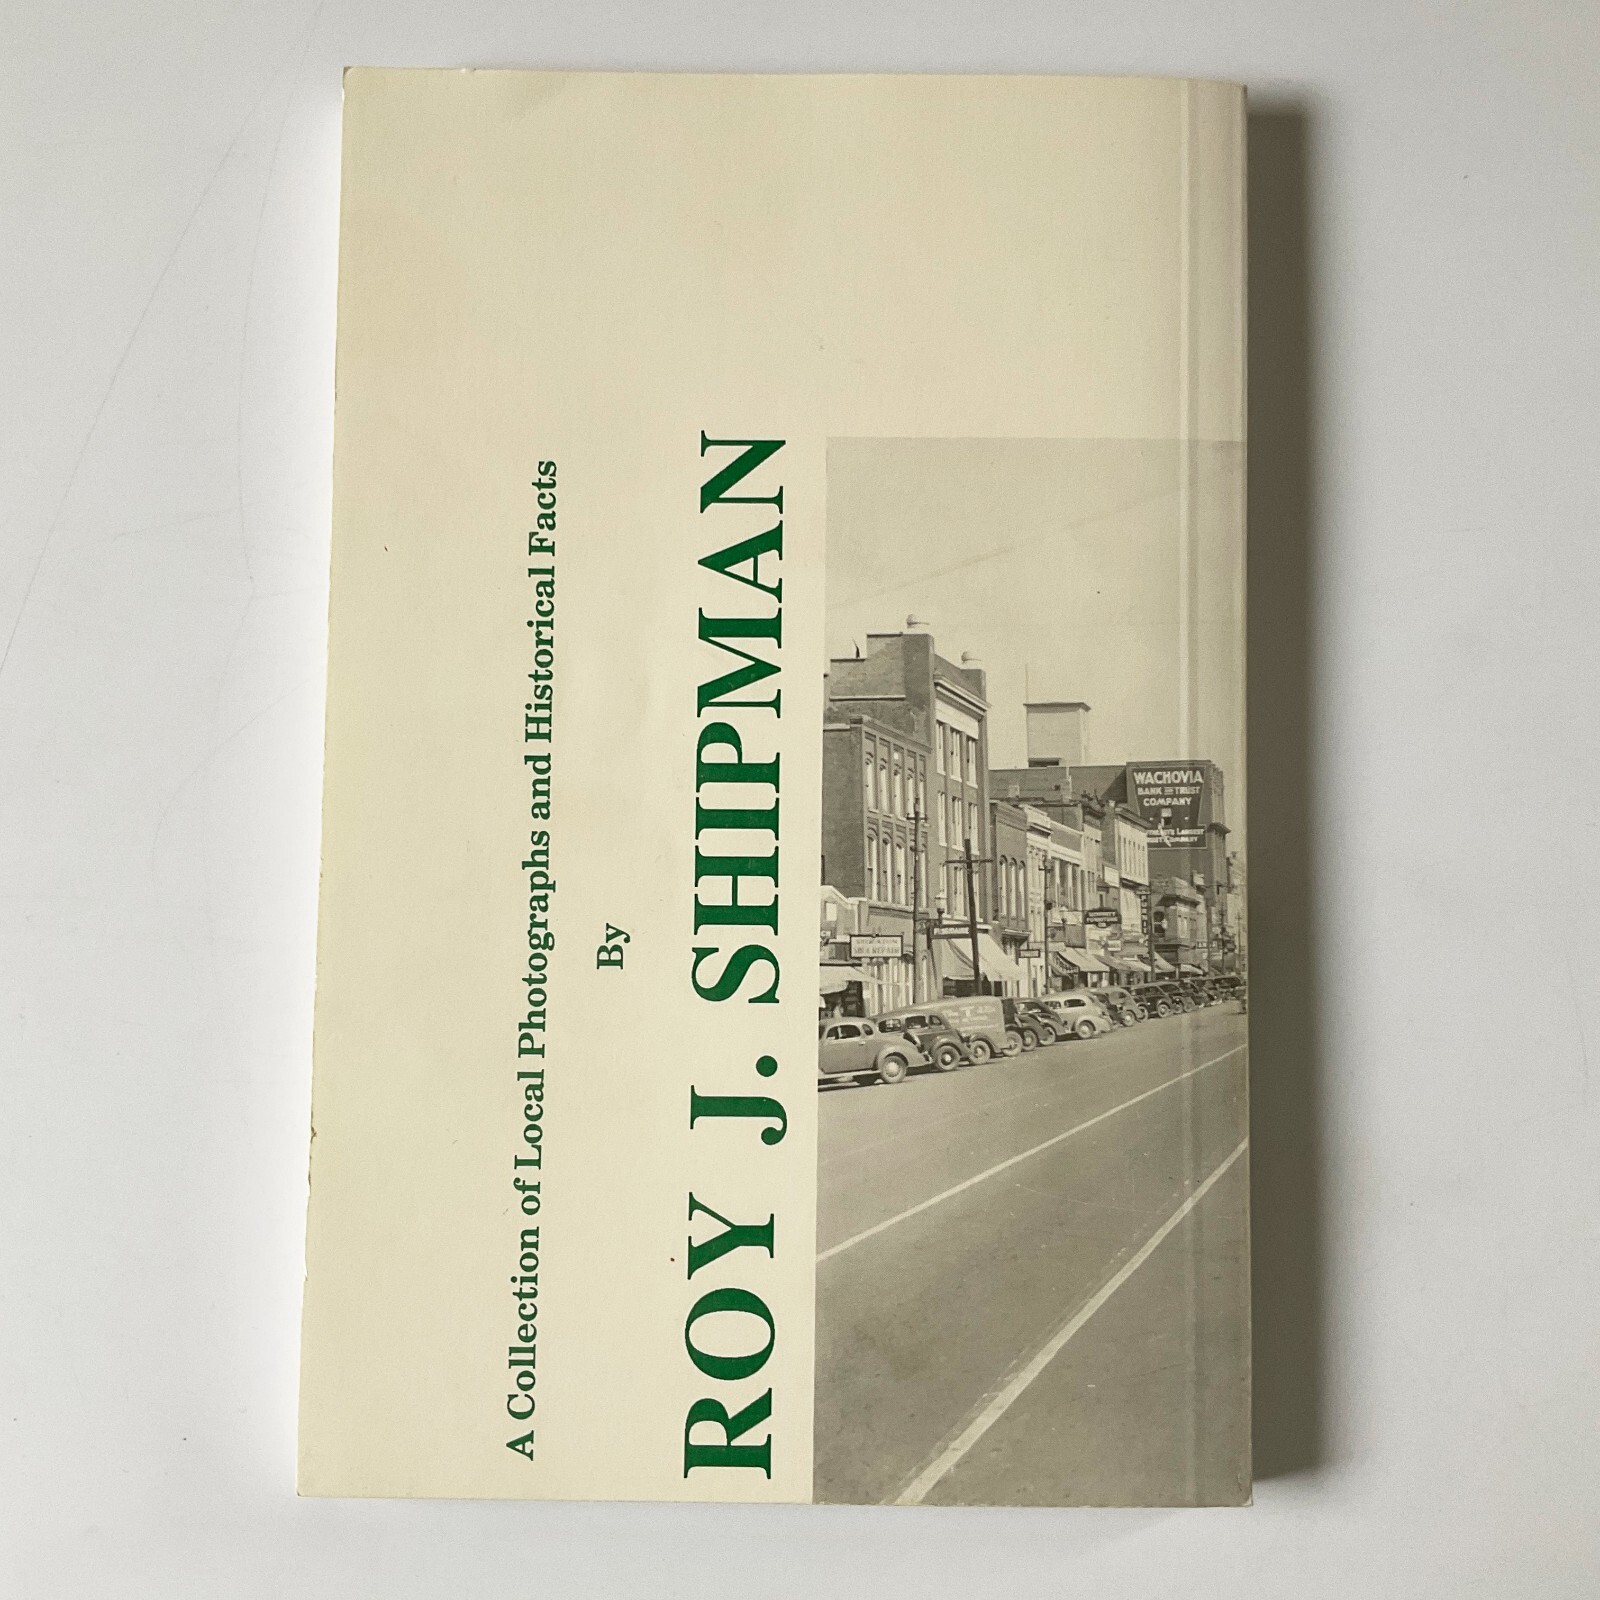 A Collection of Local Photographs and Historical Facts
By
ROY J. SHIPMAN
WACHOVIA
BANK AND TRUST
COMPANY